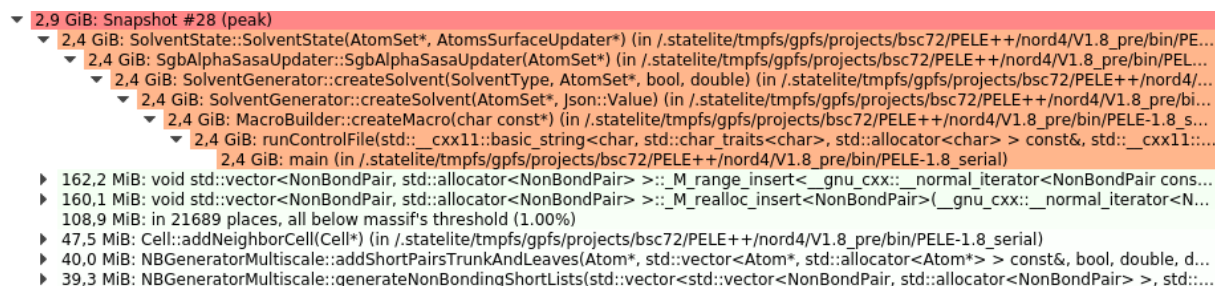 2,9 GiB: Snapshot #28 (peak)
2,4 GiB: SolventState::SolventState(AtomSet*, AtomsSurfaceUpdater*) (in /.statelite/tmpfs/gpfs/projects/bsc72/PELE++/nord4/V1.8_pre/bin/PE...
2,4 GiB: SgbAlphaSasaUpdater::SgbAlphaSasaUpdater(AtomSet*) (in /.statelite/tmpfs/gpfs/projects/bsc72/PELE++/nord4/V1.8_pre/bin/PEL...
2,4 GiB: SolventGenerator::createSolvent(SolventType, AtomSet*, bool, double) (in /.statelite/tmpfs/gpfs/projects/bsc72/PELE++/nord4/...
2,4 GiB: SolventGenerator::createSolvent(AtomSet*, Json::Value) (in /.statelite/tmpfs/gpfs/projects/bsc72/PELE++/nord4/V1.8_pre/bi...
2,4 GiB: MacroBuilder::createMacro(char const*) (in /.statelite/tmpfs/gpfs/projects/bsc72/PELE++/nord4/V1.8_pre/bin/PELE-1.8_s...
2,4 GiB: runControlFile(std::__cxx11::basic_string<char, std::char_traits<char>, std::allocator<char> > const&, std::__cxx11::...
2,4 GiB: main (in /.statelite/tmpfs/gpfs/projects/bsc72/PELE++/nord4/V1.8_pre/bin/PELE-1.8_serial)
162,2 MiB: void std::vector<NonBondPair, std::allocator<NonBondPair> >::_M_range_insert<__gnu_cxx::__normal_iterator<NonBondPair cons...
160,1 MiB: void std::vector<NonBondPair, std::allocator<NonBondPair> >::_M_realloc_insert<NonBondPair>(__gnu_cxx::__normal_iterator<N...
108,9 MiB: in 21689 places, all below massif's threshold (1.00%)
47,5 MiB: Cell::addNeighborCell(Cell*) (in /.statelite/tmpfs/gpfs/projects/bsc72/PELE++/nord4/V1.8_pre/bin/PELE-1.8_serial)
40,0 MiB: NBGeneratorMultiscale::addShortPairsTrunkAndLeaves(Atom*, std::vector<Atom*, std::allocator<Atom*> > const&, bool, double, d...
39,3 MiB: NBGeneratorMultiscale::generateNonBondingShortLists(std::vector<std::vector<NonBondPair, std::allocator<NonBondPair> >, std::...